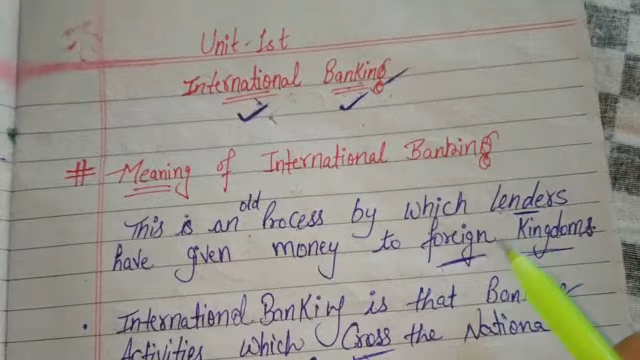 Unit-1st
International Banking
# Meaning of International Banking
This is an old Process by which lenders
have given money to foreign Kingdoms
• International Banking is that
Activities which Cross the